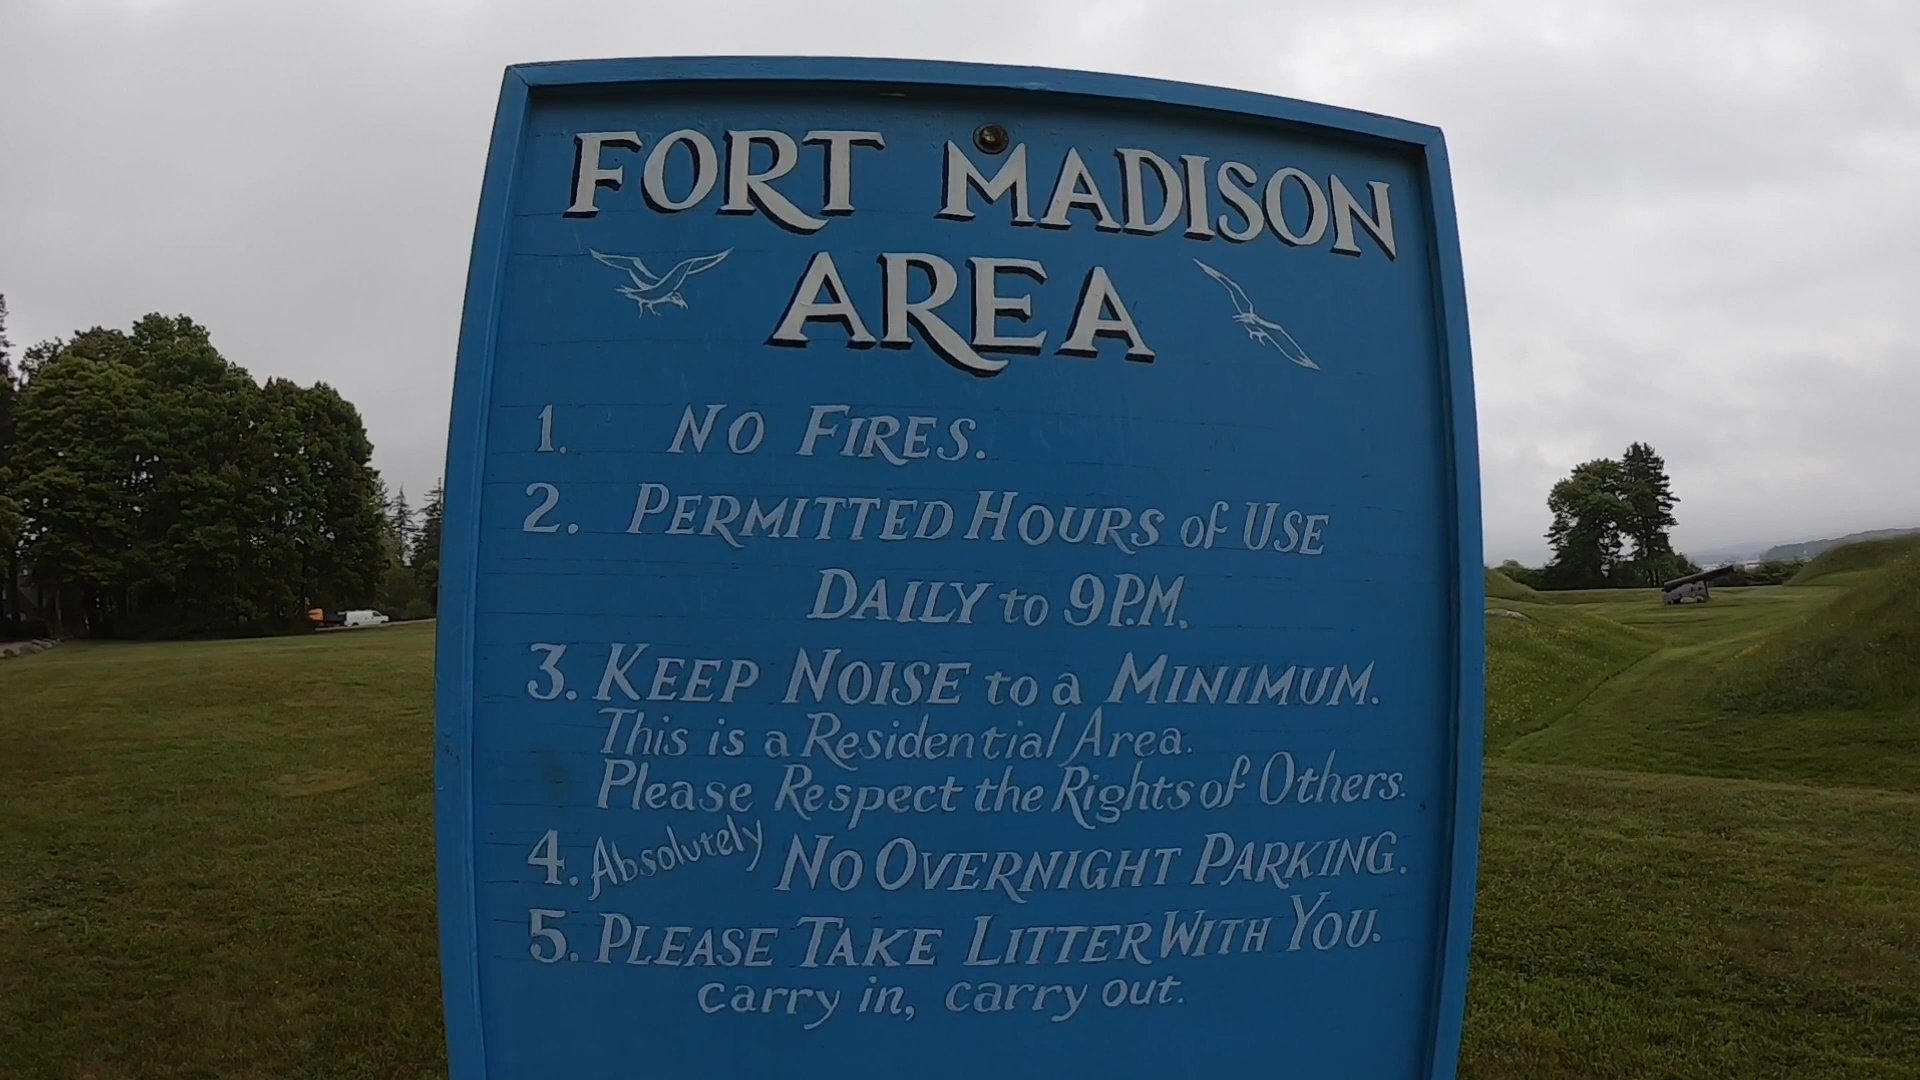 FORT MADISON
AREA
1. NO FIRES.
2. PERMITTED HOURS of USE
DAILY to 9P.M.
3. KEEP NOISE to a MINIMUM.
This is a Residential Area.
Please Respect the Rights of Others.
4. Absolutely NO OVERNIGHT PARKING.
5. PLEASE TAKE LITTER WITH YOU.
carry in, carry out.